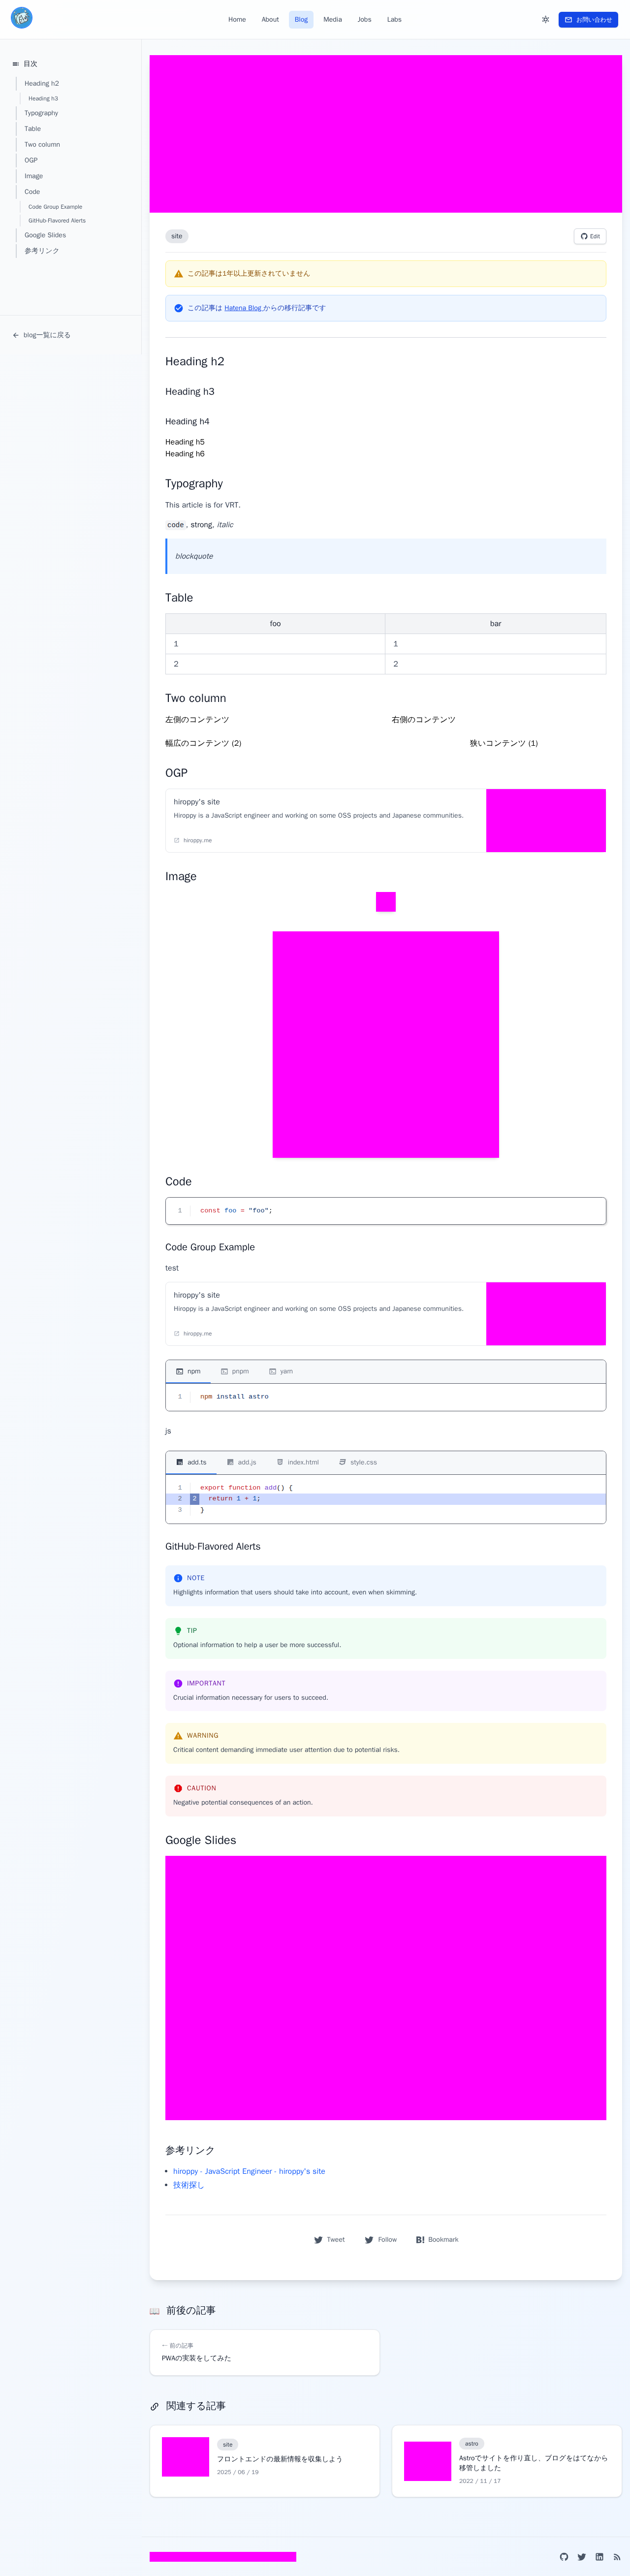 Home About Blog Media Jobs Labs お問い合わせ
目次
Heading h2
Heading h3
Typography
Table
Two column
OGP
Image
Code
Code Group Example
GitHub-Flavored Alerts
Google Slides
参考リンク
blog一覧に戻る
site Edit
この記事は1年以上更新されていません
この記事は Hatena Blog からの移行記事です
Heading h2
Heading h3
Heading h4
Heading h5
Heading h6
Typography
This article is for VRT.
code, strong, italic
blockquote
Table
foo bar
1 1
2 2
Two column
左側のコンテンツ 右側のコンテンツ
幅広のコンテンツ (2) 狭いコンテンツ (1)
OGP
hiroppy's site
Hiroppy is a JavaScript engineer and working on some OSS projects and Japanese communities.
hiroppy.me
Image
Code
1 const foo = "foo";
Code Group Example
test
hiroppy's site
Hiroppy is a JavaScript engineer and working on some OSS projects and Japanese communities.
hiroppy.me
npm pnpm yarn
1 npm install astro
js
add.ts add.js index.html style.css
1 export function add() {
2 2 return 1 + 1;
3 }
GitHub-Flavored Alerts
NOTE
Highlights information that users should take into account, even when skimming.
TIP
Optional information to help a user be more successful.
IMPORTANT
Crucial information necessary for users to succeed.
WARNING
Critical content demanding immediate user attention due to potential risks.
CAUTION
Negative potential consequences of an action.
Google Slides
参考リンク
hiroppy - JavaScript Engineer - hiroppy's site
技術探し
Tweet Follow Bookmark
前後の記事
← 前の記事
PWAの実装をしてみた
関連する記事
site
フロントエンドの最新情報を収集しよう
2025 / 06 / 19
astro
Astroでサイトを作り直し、ブログをはてなから
移管しました
2022 / 11 / 17